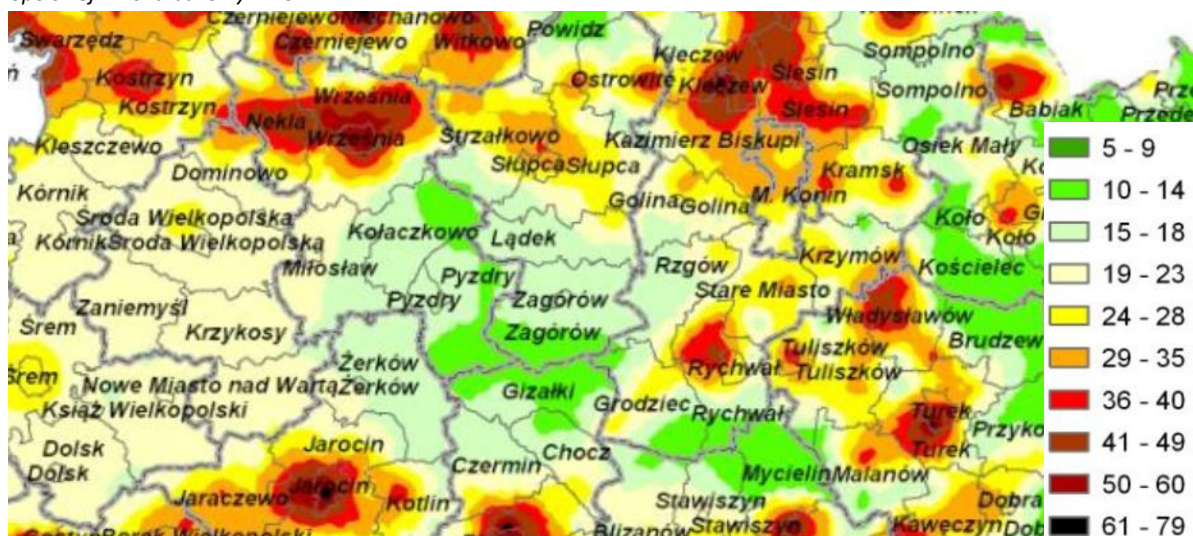 Czerniejewo Niechanowo
Swarzędz Czerniejewo Witkowo Powidz Kleczew Sompolno
Kostrzyn Ostrowite Kleczew Ślesin Sompolno
Kostrzyn Nekla Września Ślesin Babiak
Września Strzałkowo Kazimierz Biskupi Osiek Mały
Kleszczewo Słupca Słupca Kramsk
Dominowo
Kórnik Golina Golina M. Konin
Środa Wielkopolska Koło
Kórnik Środa Wielkopolska Kołaczkowo Lądek Koło
Miłosław Pyzdry Rzgów Krzymów Kościelec
Zaniemyśl Pyzdry Zagórów Stare Miasto
Śrem Krzykosy Zagórów Władysławów
Żerków Tuliszków Brudzew
Śrem Nowe Miasto nad Wartą Żerków Gizałki Rychwał Tuliszków
Książ Wielkopolski Grodziec Rychwał Turek
Dolsk Jarocin Chocz Turek
Dolsk Jarocin Czermin Mycielin Malanów
Jaraczewo Kotlin Stawiszyn Dobra
Borek Wielkopolski Blizanów Stawiszyn Kawęczyn
5 - 9
10 - 14
15 - 18
19 - 23
24 - 28
29 - 35
36 - 40
41 - 49
50 - 60
61 - 79